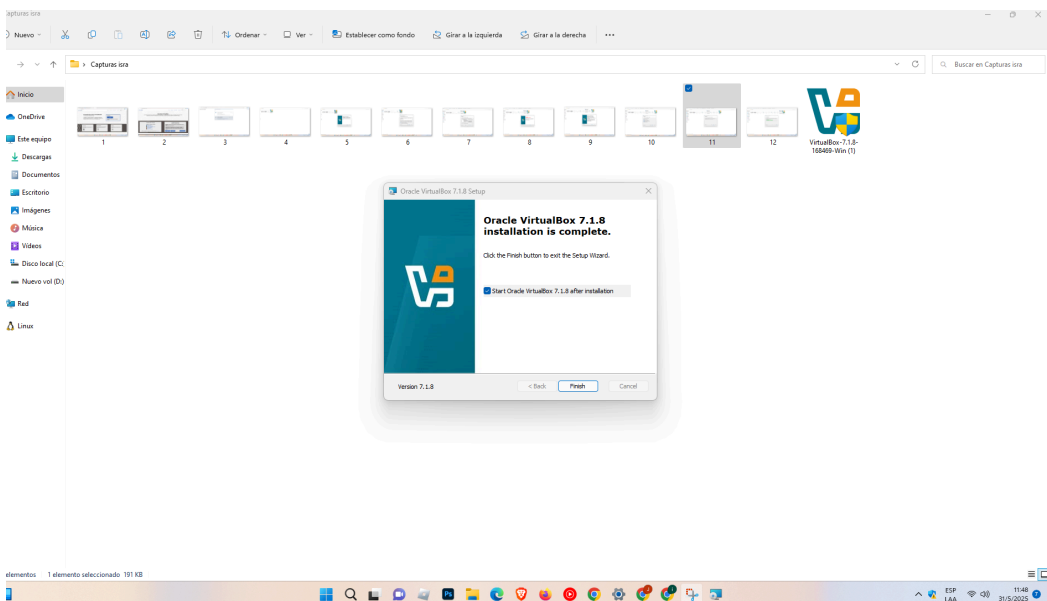 Capturas isra
Nuevo
Ordenar
Ver
Establecer como fondo
Girar a la izquierda
Girar a la derecha
Capturas isra
Buscar en Capturas isra
Inicio
OneDrive
Este equipo
Descargas
Documentos
Escritorio
Imágenes
Música
Vídeos
Disco local (C:
Nuevo vol (D:)
Red
Linux
1
2
3
4
5
6
7
8
9
10
11
12
VirtualBox-7.1.8-
168469-Win (1)
Oracle VirtualBox 7.1.8 Setup
Oracle VirtualBox 7.1.8
installation is complete.
Click the Finish button to exit the Setup Wizard.
Start Oracle VirtualBox 7.1.8 after installation
Version 7.1.8
< Back
Finish
Cancel
elementos
1 elemento seleccionado 191 KB
Ps
ESP
LAA
11:48
31/5/2025